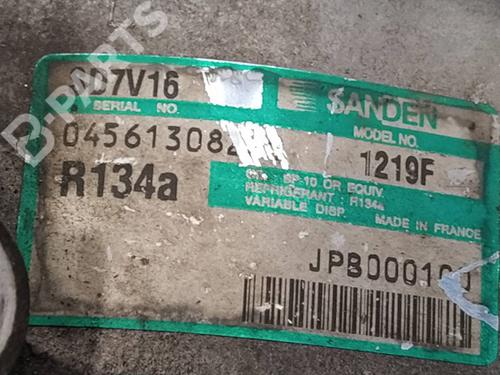 SD7V16
SANDEN
SERIAL NO.
MODEL NO.
045613082
1219F
R134a
SP-10 OR EQUIV.
REFRIGERANT : R134a
VARIABLE DISP. MADE IN FRANCE
JPB000100
B-PARTS